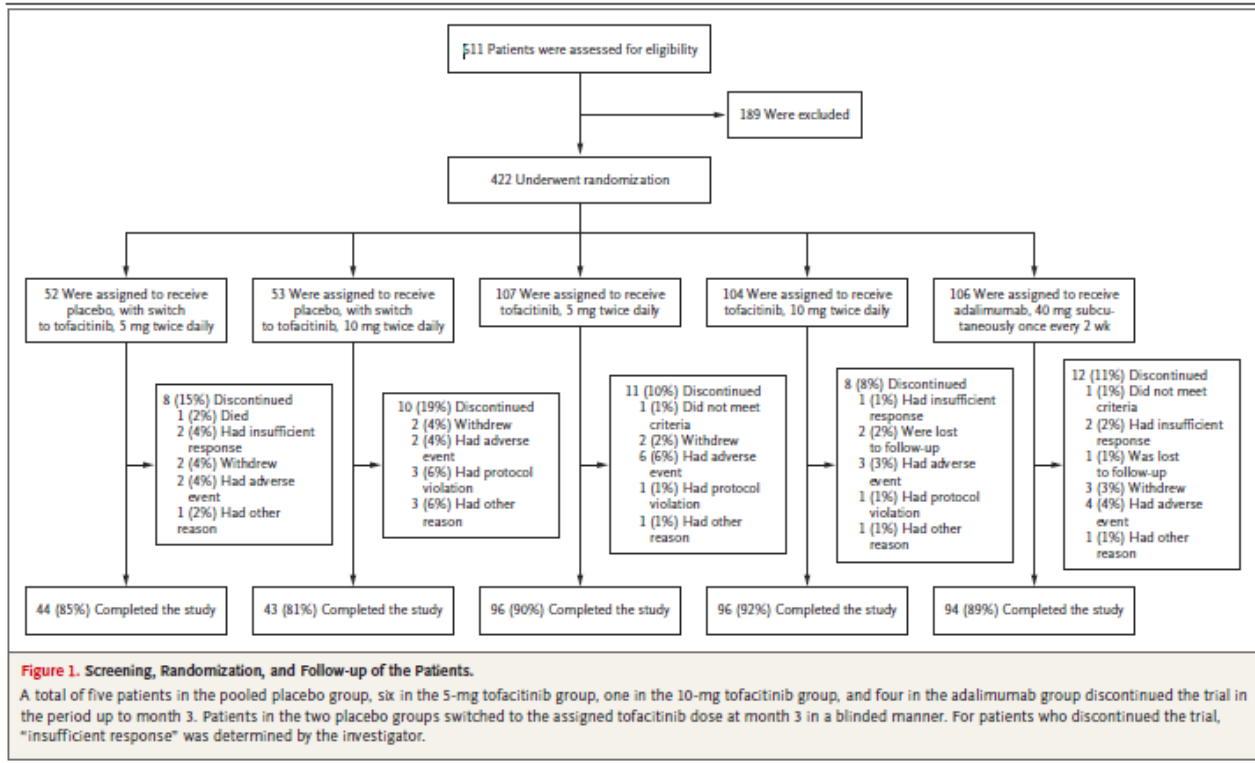 611 Patients were assessed for eligibility
189 Were excluded
422 Underwent randomization
52 Were assigned to receive
placebo, with switch
to tofacitinib, 5 mg twice daily
53 Were assigned to receive
placebo, with switch
to tofacitinib, 10 mg twice daily
107 Were assigned to receive
tofacitinib, 5 mg twice daily
104 Were assigned to receive
tofacitinib, 10 mg twice daily
106 Were assigned to receive
adalimumab, 40 mg subcu-
taneously once every 2 wk
8 (15%) Discontinued
1 (2%) Died
2 (4%) Had insufficient
response
2 (4%) Withdrew
2 (4%) Had adverse
event
1 (2%) Had other
reason
10 (19%) Discontinued
2 (4%) Withdrew
2 (4%) Had adverse
event
3 (6%) Had protocol
violation
3 (6%) Had other
reason
11 (10%) Discontinued
1 (1%) Did not meet
criteria
2 (2%) Withdrew
6 (6%) Had adverse
event
1 (1%) Had protocol
violation
1 (1%) Had other
reason
8 (8%) Discontinued
1 (1%) Had insufficient
response
2 (2%) Were lost
to follow-up
3 (3%) Had adverse
event
1 (1%) Had protocol
violation
1 (1%) Had other
reason
12 (11%) Discontinued
1 (1%) Did not meet
criteria
2 (2%) Had insufficient
response
1 (1%) Was lost
to follow-up
3 (3%) Withdrew
4 (4%) Had adverse
event
1 (1%) Had other
reason
44 (85%) Completed the study
43 (81%) Completed the study
96 (90%) Completed the study
96 (92%) Completed the study
94 (89%) Completed the study
Figure 1. Screening, Randomization, and Follow-up of the Patients.
A total of five patients in the pooled placebo group, six in the 5-mg tofacitinib group, one in the 10-mg tofacitinib group, and four in the adalimumab group discontinued the trial in
the period up to month 3. Patients in the two placebo groups switched to the assigned tofacitinib dose at month 3 in a blinded manner. For patients who discontinued the trial,
"insufficient response" was determined by the investigator.